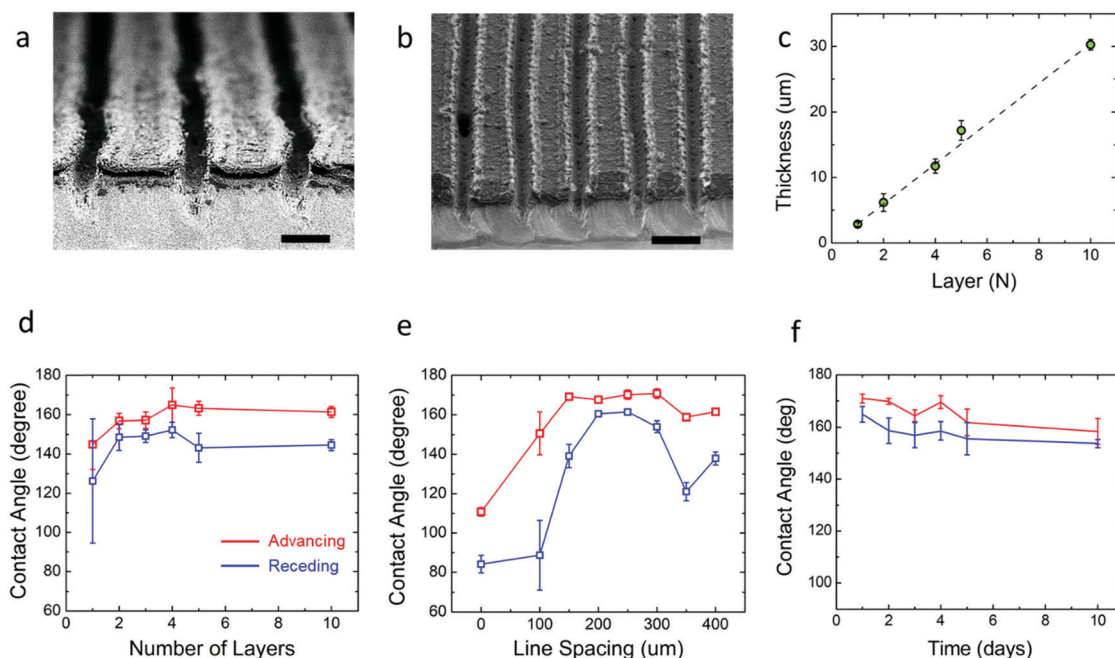 a
b
c
30
20
10
0
Thickness (um)
0 2 4 6 8 10
Layer (N)
d
e
f
180
160
140
120
100
80
60
Contact Angle (degree)
Advancing
Receding
0 2 4 6 8 10
Number of Layers
180
160
140
120
100
80
60
Contact Angle (degree)
0 100 200 300 400
Line Spacing (um)
180
160
140
120
100
Contact Angle (deg)
0 2 4 6 8 10
Time (days)